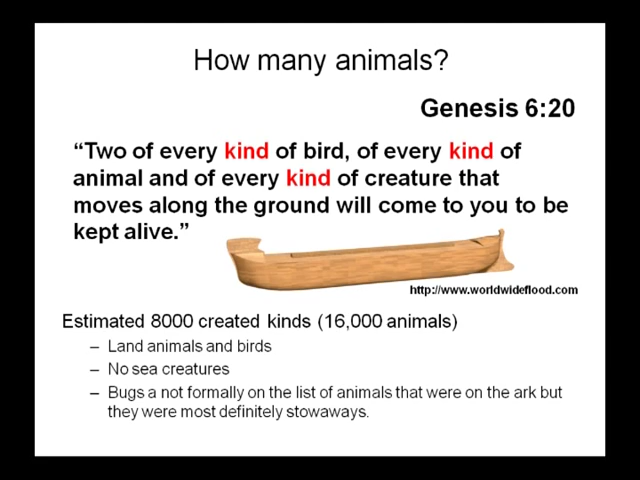 How many animals?
Genesis 6:20
“Two of every kind of bird, of every kind of
animal and of every kind of creature that
moves along the ground will come to you to be
kept alive.”
http://www.worldwideflood.com
Estimated 8000 created kinds (16,000 animals)
– Land animals and birds
– No sea creatures
– Bugs a not formally on the list of animals that were on the ark but
they were most definitely stowaways.